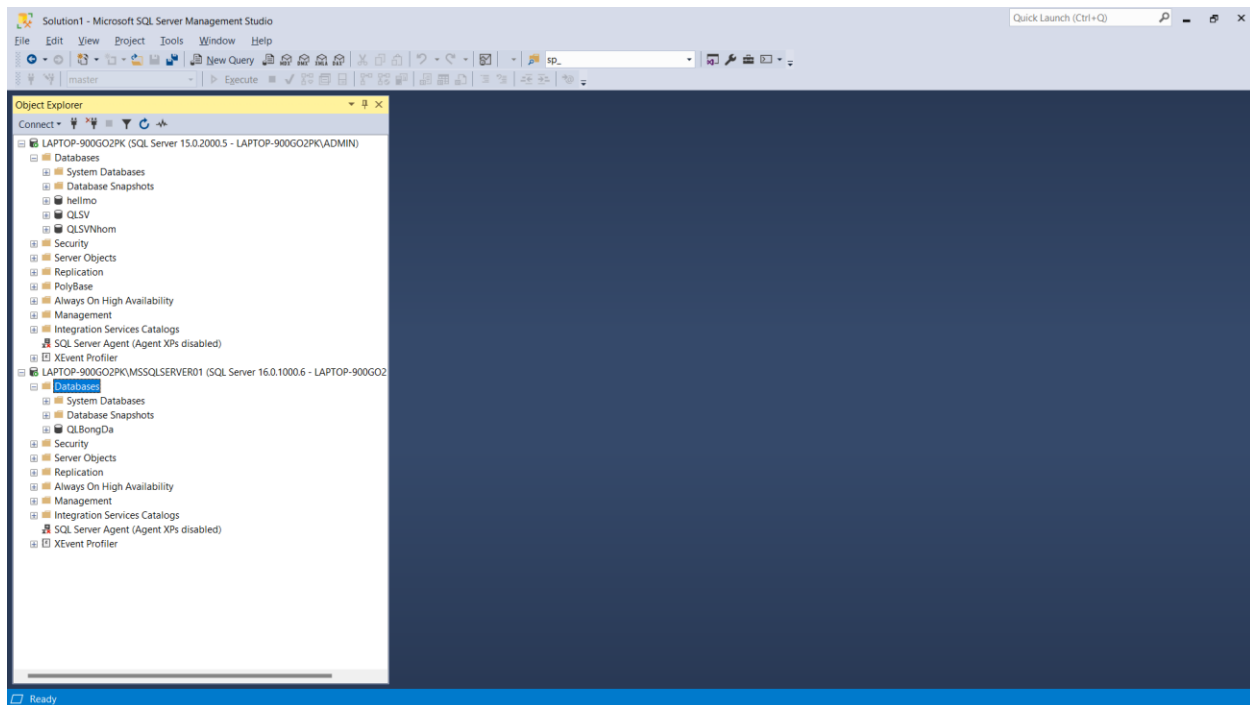 Solution1 - Microsoft SQL Server Management Studio
Quick Launch (Ctrl+Q)
File Edit View Project Tools Window Help
New Query
sp_
master
Execute
Object Explorer
Connect
LAPTOP-900GO2PK (SQL Server 15.0.2000.5 - LAPTOP-900GO2PK\ADMIN)
Databases
System Databases
Database Snapshots
hellmo
QLSV
QLSVNhom
Security
Server Objects
Replication
PolyBase
Always On High Availability
Management
Integration Services Catalogs
SQL Server Agent (Agent XPs disabled)
XEvent Profiler
LAPTOP-900GO2PK\MSSQLSERVER01 (SQL Server 16.0.1000.6 - LAPTOP-900GO2
Databases
System Databases
Database Snapshots
QLBongDa
Security
Server Objects
Replication
Always On High Availability
Management
Integration Services Catalogs
SQL Server Agent (Agent XPs disabled)
XEvent Profiler
Ready